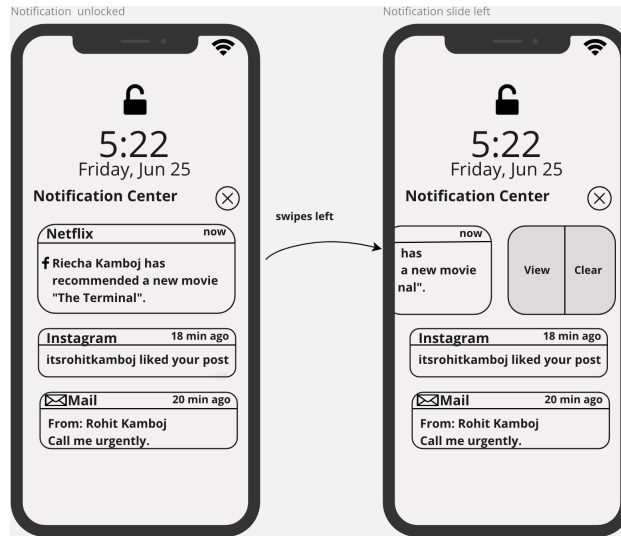 Notification unlocked
5:22
Friday, Jun 25
Notification Center
Netflix now
Riecha Kamboj has
recommended a new movie
"The Terminal".
Instagram 18 min ago
itsrohitkamboj liked your post
Mail 20 min ago
From: Rohit Kamboj
Call me urgently.
swipes left
Notification slide left
5:22
Friday, Jun 25
Notification Center
now
has
a new movie
nal".
View Clear
Instagram 18 min ago
itsrohitkamboj liked your post
Mail 20 min ago
From: Rohit Kamboj
Call me urgently.